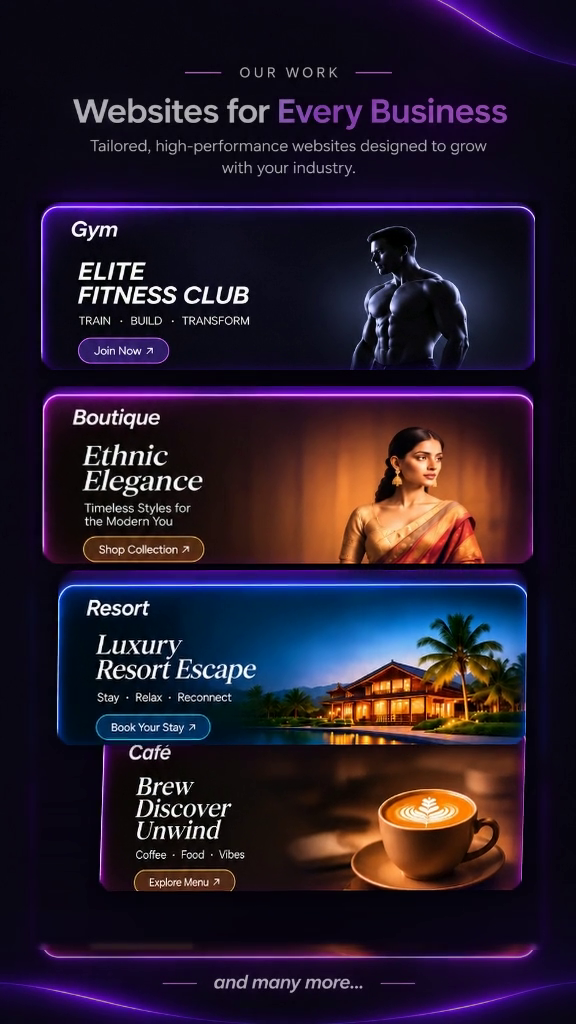 OUR WORK
Websites for Every Business
Tailored, high-performance websites designed to grow
with your industry.
Gym
ELITE
FITNESS CLUB
TRAIN · BUILD · TRANSFORM
Join Now ↗
Boutique
Ethnic
Elegance
Timeless Styles for
the Modern You
Shop Collection ↗
Resort
Luxury
Resort Escape
Stay · Relax · Reconnect
Book Your Stay ↗
Café
Brew
Discover
Unwind
Coffee · Food · Vibes
Explore Menu ↗
and many more...